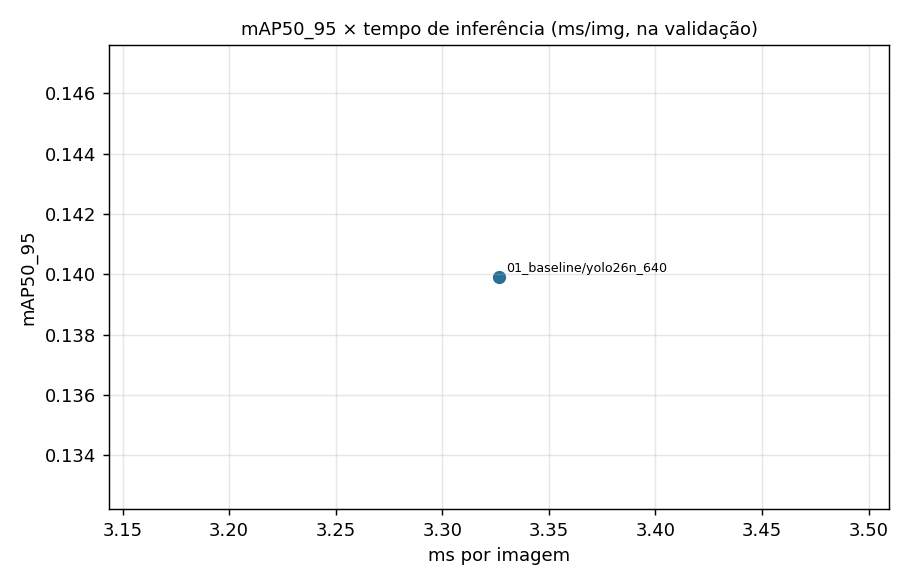 mAP50_95 × tempo de inferência (ms/img, na validação)
0.146
0.144
0.142
0.140
0.138
0.136
0.134
mAP50_95
01_baseline/yolo26n_640
3.15 3.20 3.25 3.30 3.35 3.40 3.45 3.50
ms por imagem